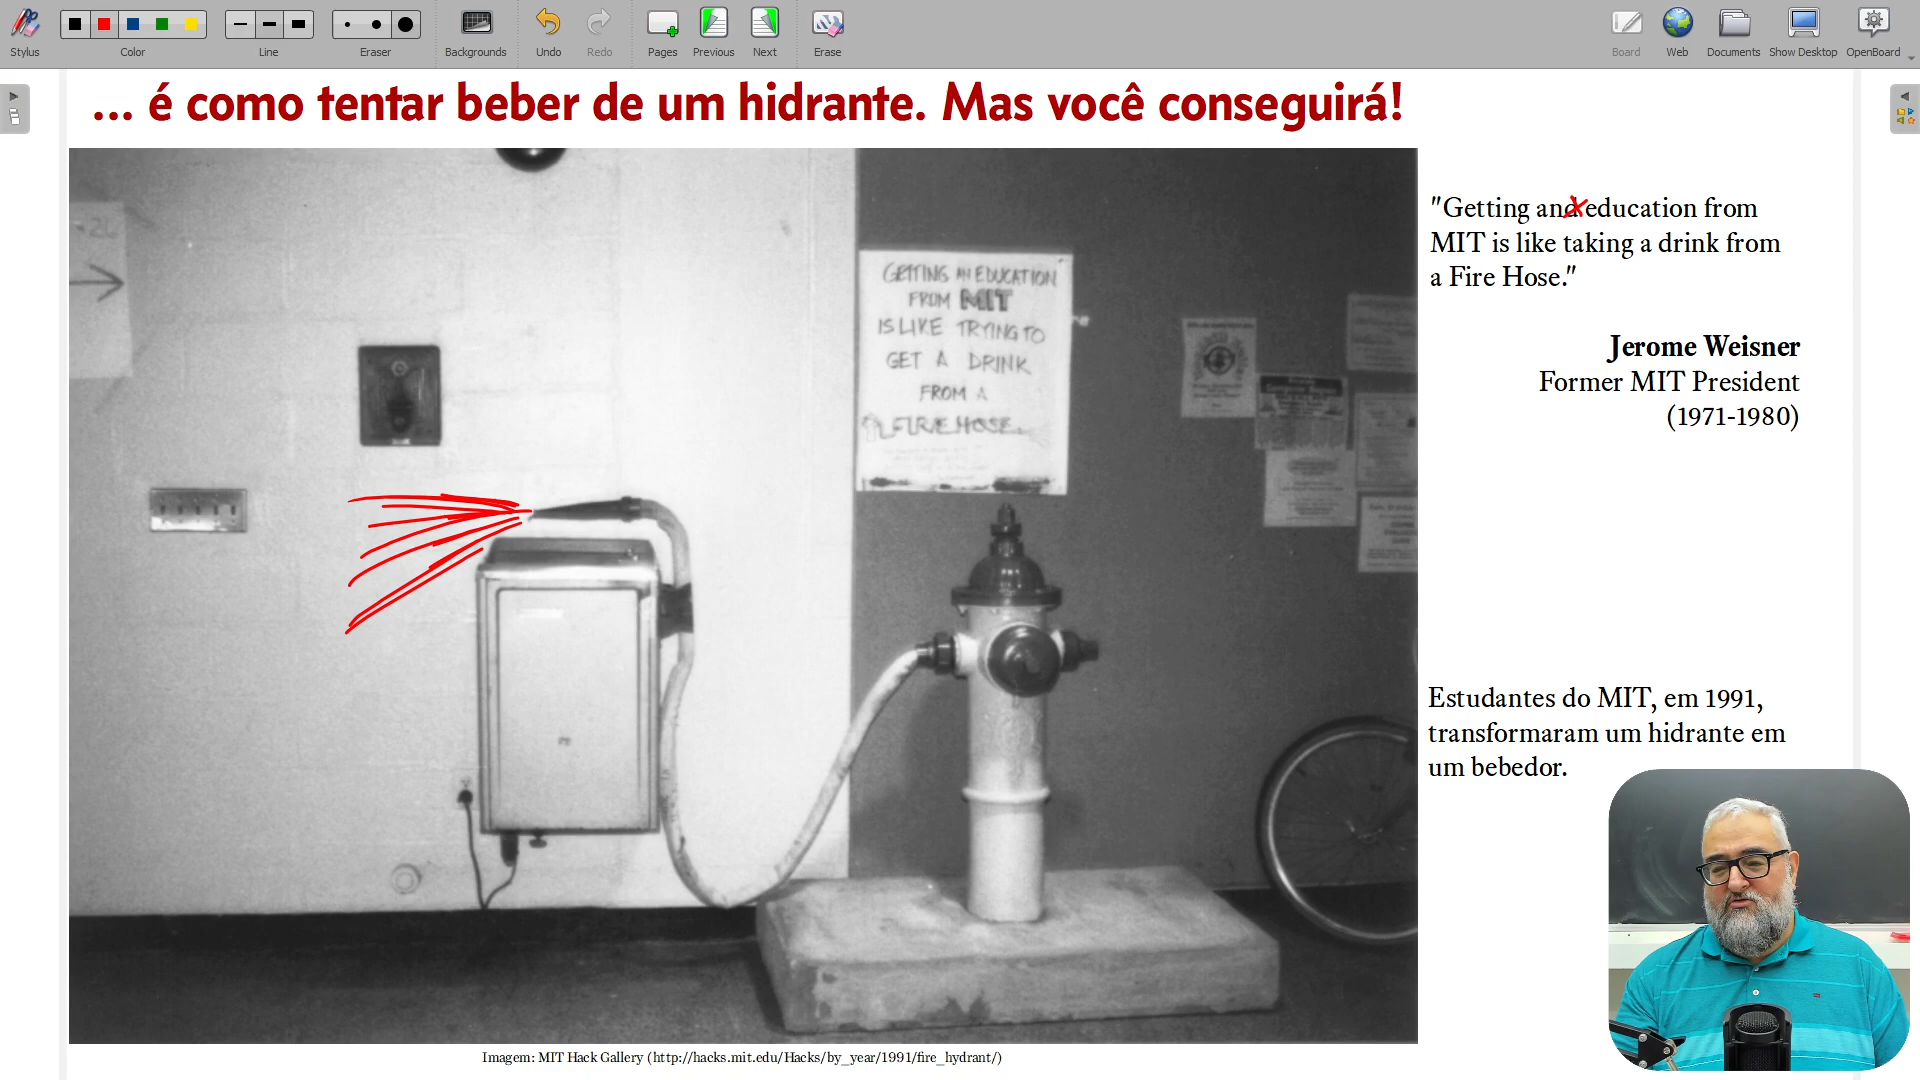 Stylus
Color
Line
Eraser
Backgrounds
Undo
Redo
Pages
Previous
Next
Erase
Board
Web
Documents
Show Desktop
OpenBoard
... é como tentar beber de um hidrante. Mas você conseguirá!
GETTING AN EDUCATION
FROM MIT
IS LIKE TRYING TO
GET A DRINK
FROM A
FIRE HOSE.
"Getting and education from
MIT is like taking a drink from
a Fire Hose."
Jerome Weisner
Former MIT President
(1971-1980)
Estudantes do MIT, em 1991,
transformaram um hidrante em
um bebedor.
Imagem: MIT Hack Gallery (http://hacks.mit.edu/Hacks/by_year/1991/fire_hydrant/)